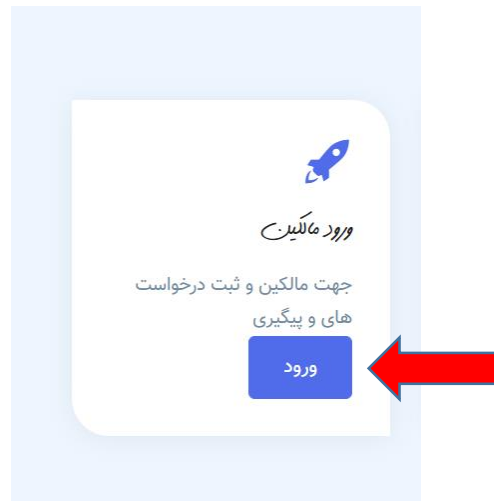 ورود مالکین
جهت مالکین و ثبت درخواست
های و پیگیری
ورود